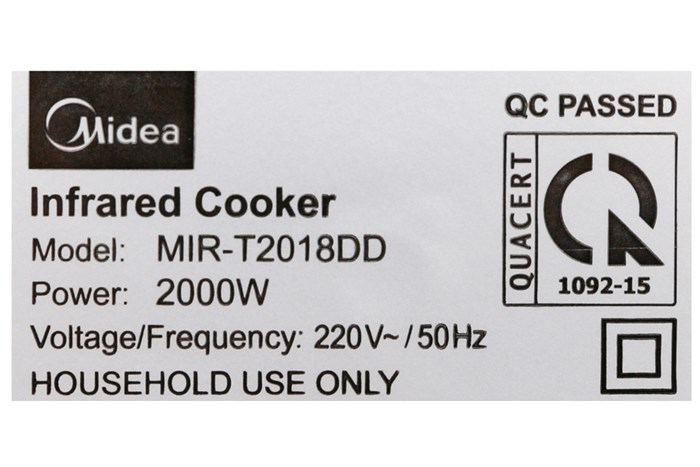 Midea
QC PASSED
QUACERT
1092-15
Infrared Cooker
Model: MIR-T2018DD
Power: 2000W
Voltage/Frequency: 220V~/50Hz
HOUSEHOLD USE ONLY